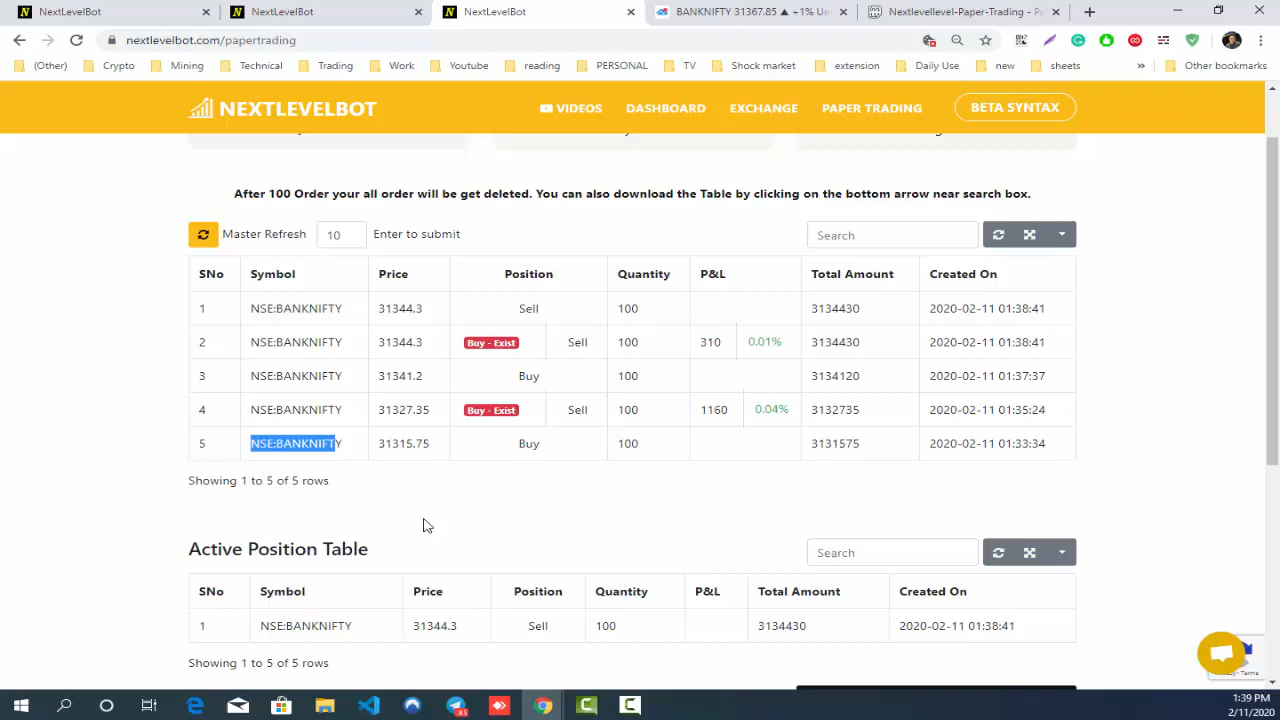 NextLevelBot
NextLevelBot
NextLevelBot
BANKNIFTY 31367.85 ▲ +1% Un
Nextlevellevel-Paper-Trading - Pa
nextlevelbot.com/papertrading
(Other) Crypto Mining Technical Trading Work Youtube reading PERSONAL TV Shock market extension Daily Use new sheets » Other bookmarks
NEXTLEVELBOT VIDEOS DASHBOARD EXCHANGE PAPER TRADING BETA SYNTAX
After 100 Order your all order will be get deleted. You can also download the Table by clicking on the bottom arrow near search box.
Master Refresh 10 Enter to submit Search
SNo Symbol Price Position Quantity P&L Total Amount Created On
1 NSE:BANKNIFTY 31344.3 Sell 100 3134430 2020-02-11 01:38:41
2 NSE:BANKNIFTY 31344.3 Buy - Exist Sell 100 310 0.01% 3134430 2020-02-11 01:38:41
3 NSE:BANKNIFTY 31341.2 Buy 100 3134120 2020-02-11 01:37:37
4 NSE:BANKNIFTY 31327.35 Buy - Exist Sell 100 1160 0.04% 3132735 2020-02-11 01:35:24
5 NSE:BANKNIFTY 31315.75 Buy 100 3131575 2020-02-11 01:33:34
Showing 1 to 5 of 5 rows
Active Position Table Search
SNo Symbol Price Position Quantity P&L Total Amount Created On
1 NSE:BANKNIFTY 31344.3 Sell 100 3134430 2020-02-11 01:38:41
Showing 1 to 5 of 5 rows
- Terms
1:39 PM
2/11/2020